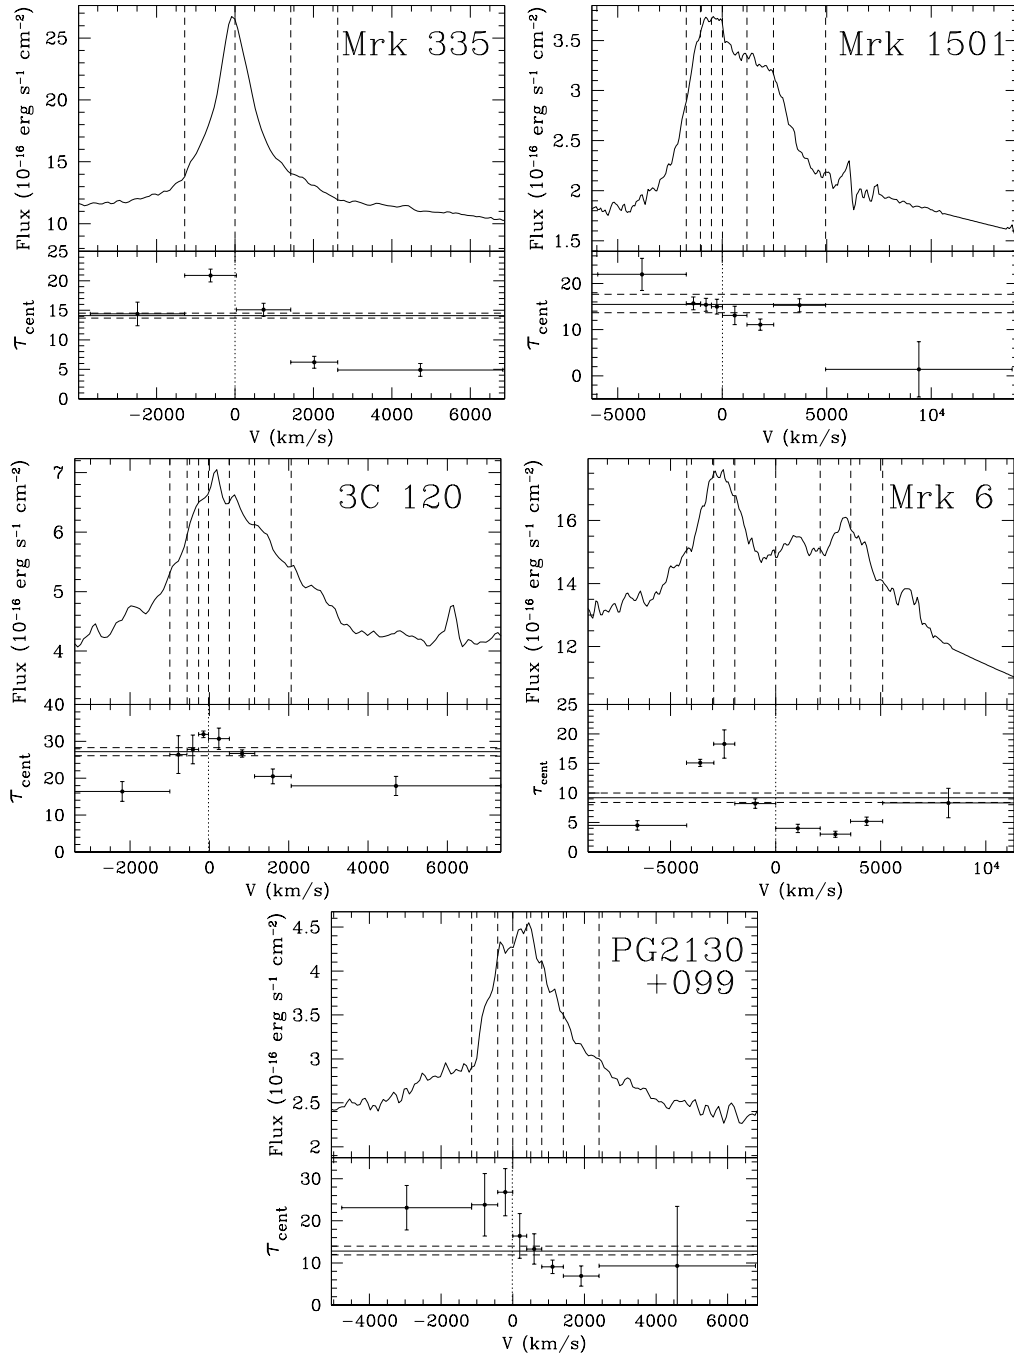 Mrk 335
Flux (10⁻¹⁶ erg s⁻¹ cm⁻²)
25
20
15
10
τcent
25
20
15
10
5
0
−2000 0 2000 4000 6000
V (km/s)
Mrk 1501
Flux (10⁻¹⁶ erg s⁻¹ cm⁻²)
3.5
3
2.5
2
1.5
τcent
20
10
0
−5000 0 5000 10⁴
V (km/s)
3C 120
Flux (10⁻¹⁶ erg s⁻¹ cm⁻²)
7
6
5
4
τcent
40
30
20
10
0
−2000 0 2000 4000 6000
V (km/s)
Mrk 6
Flux (10⁻¹⁶ erg s⁻¹ cm⁻²)
16
14
12
τcent
25
20
15
10
5
0
−5000 0 5000 10⁴
V (km/s)
PG2130
+099
Flux (10⁻¹⁶ erg s⁻¹ cm⁻²)
4.5
4
3.5
3
2.5
2
τcent
30
20
10
0
−4000 −2000 0 2000 4000 6000
V (km/s)